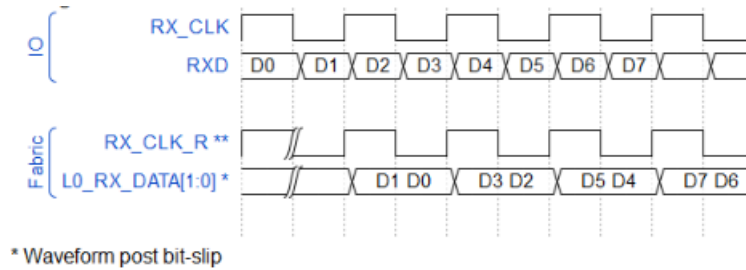 IO
RX_CLK
RXD D0 D1 D2 D3 D4 D5 D6 D7
Fabric
RX_CLK_R **
L0_RX_DATA[1:0] * D1 D0 D3 D2 D5 D4 D7 D6
* Waveform post bit-slip